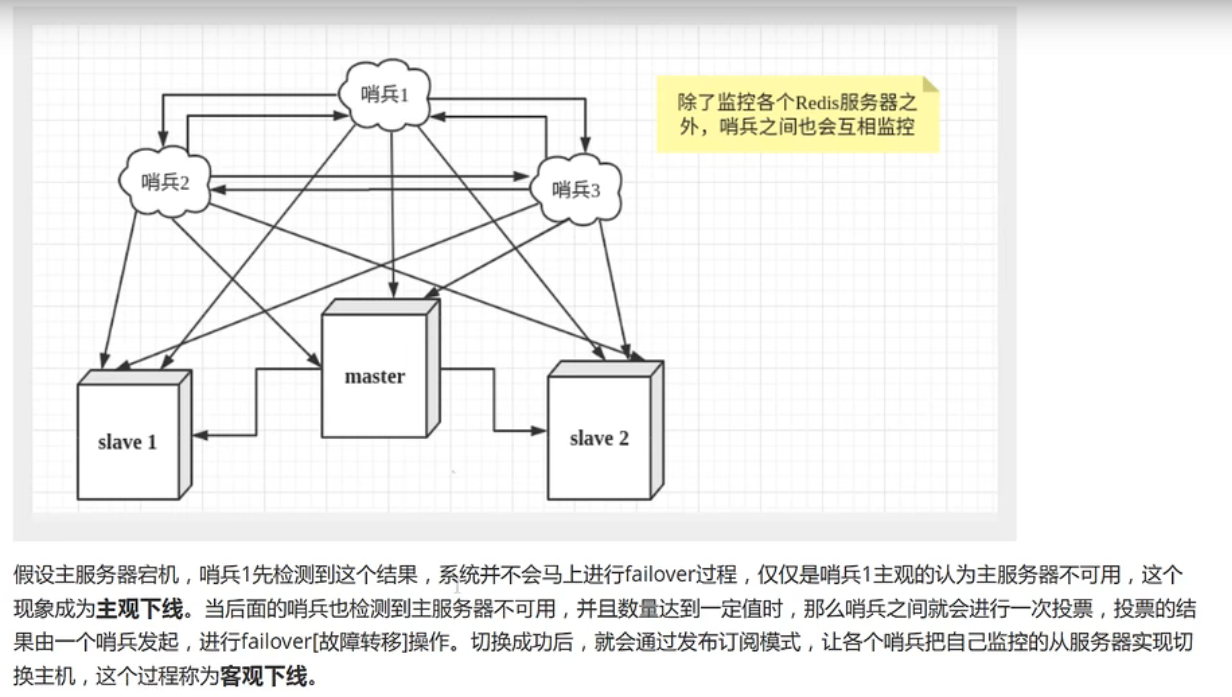 哨兵1
除了监控各个Redis服务器之
外，哨兵之间也会互相监控
哨兵2
哨兵3
master
slave 1
slave 2
假设主服务器宕机，哨兵1先检测到这个结果，系统并不会马上进行failover过程，仅仅是哨兵1主观的认为主服务器不可用，这个
现象成为主观下线。当后面的哨兵也检测到主服务器不可用，并且数量达到一定值时，那么哨兵之间就会进行一次投票，投票的结
果由一个哨兵发起，进行failover[故障转移]操作。切换成功后，就会通过发布订阅模式，让各个哨兵把自己监控的从服务器实现切
换主机，这个过程称为客观下线。